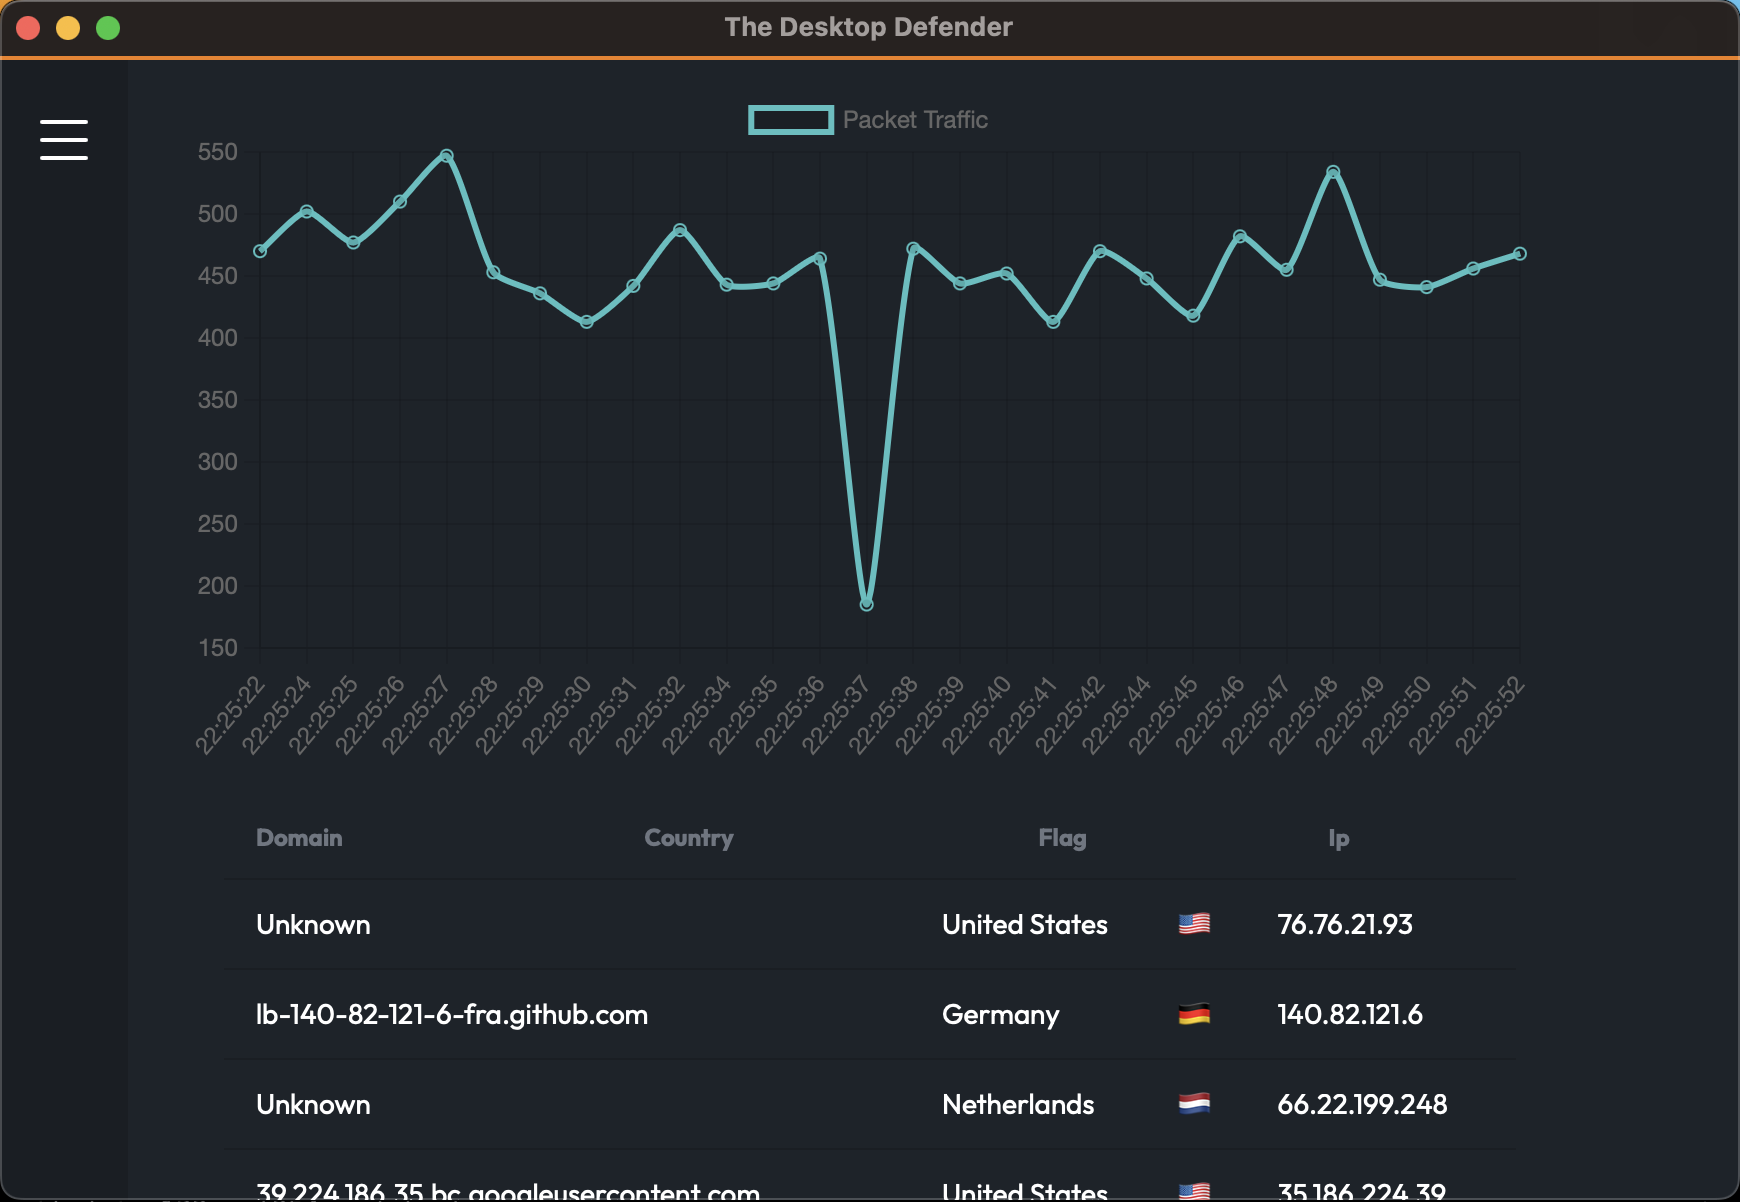 The Desktop Defender
Packet Traffic
550
500
450
400
350
300
250
200
150
22:25:22 22:25:24 22:25:25 22:25:26 22:25:27 22:25:28 22:25:29 22:25:30 22:25:31 22:25:32 22:25:34 22:25:35 22:25:36 22:25:37 22:25:38 22:25:39 22:25:40 22:25:41 22:25:42 22:25:44 22:25:45 22:25:46 22:25:47 22:25:48 22:25:49 22:25:50 22:25:51 22:25:52
Domain Country Flag Ip
Unknown United States 76.76.21.93
lb-140-82-121-6-fra.github.com Germany 140.82.121.6
Unknown Netherlands 66.22.199.248
39.224.186.35.bc.googleusercontent.com United States 35.186.224.39